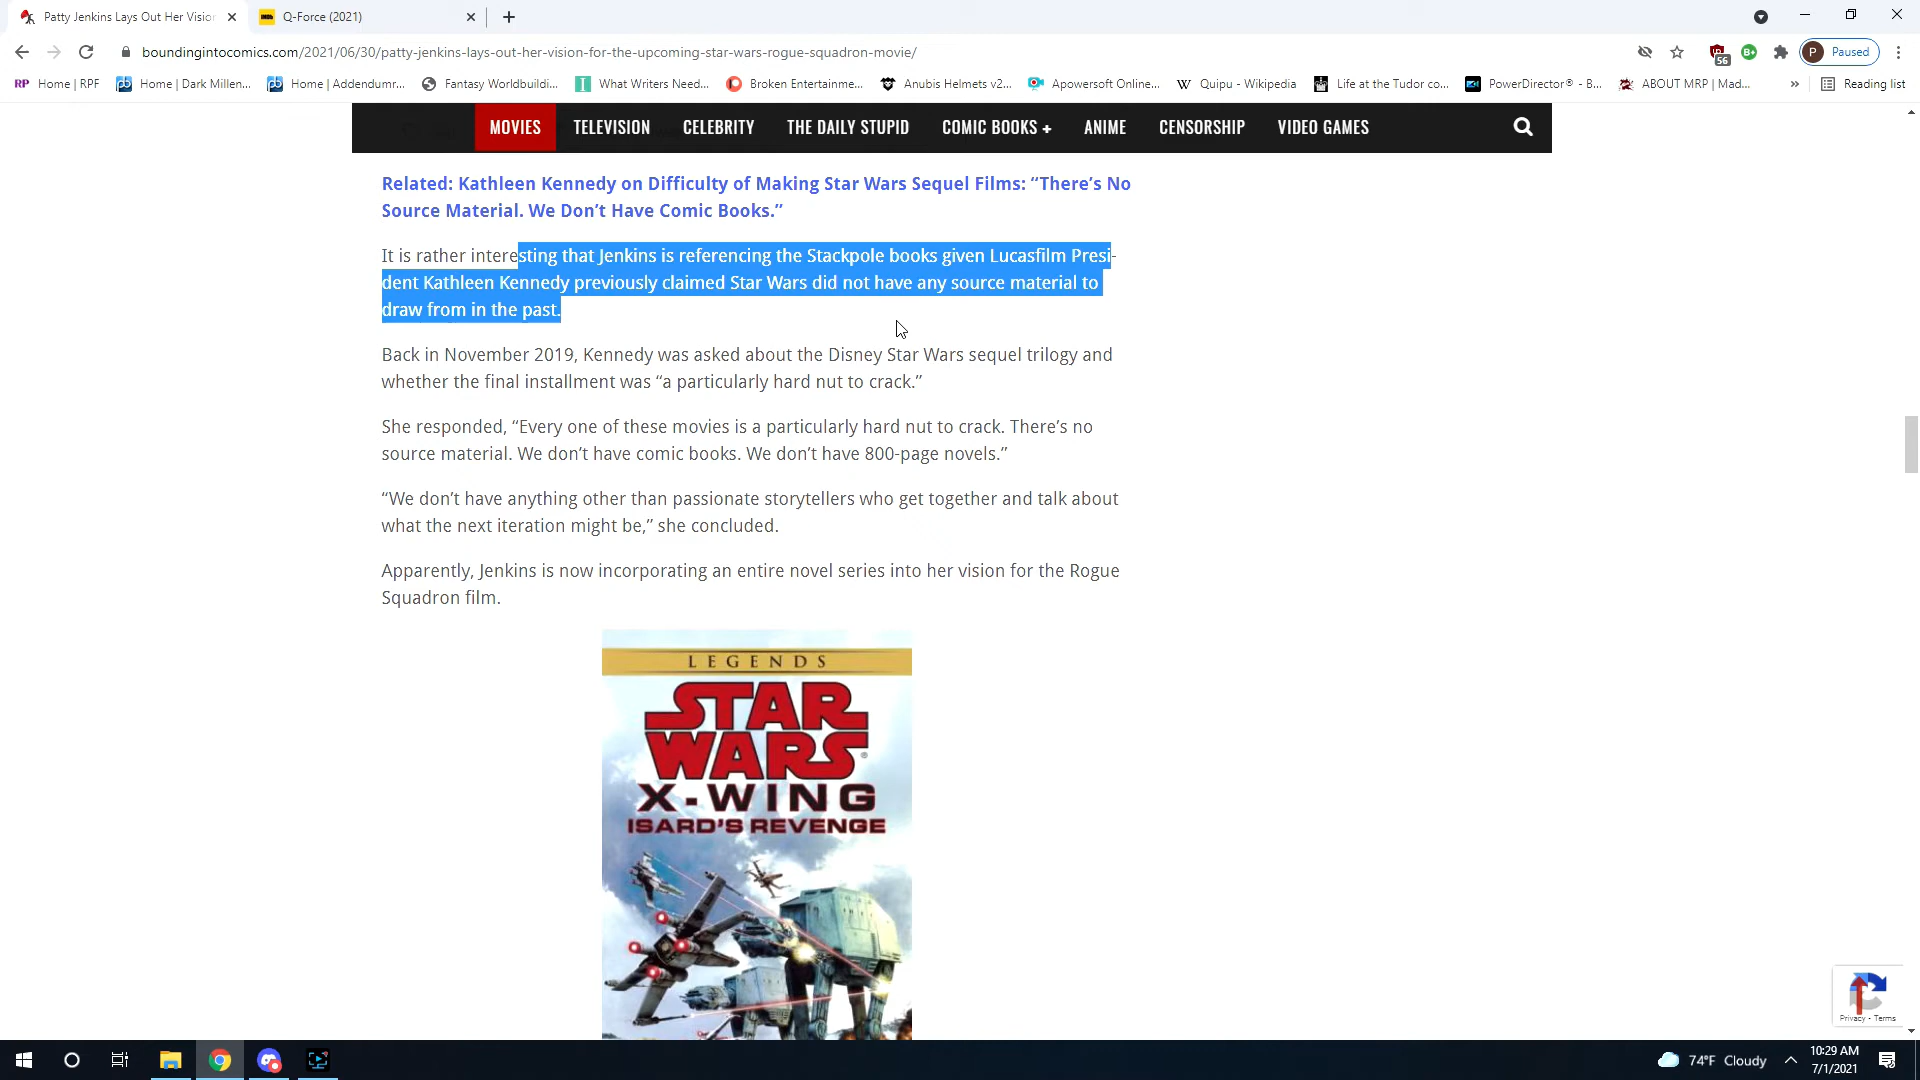 Patty Jenkins Lays Out Her Vision
Q-Force (2021)
boundingintocomics.com/2021/06/30/patty-jenkins-lays-out-her-vision-for-the-upcoming-star-wars-rogue-squadron-movie/
56
B+
P Paused
RP Home | RPF
Home | Dark Millen...
Home | Addendumr...
Fantasy Worldbuildi...
What Writers Need...
Broken Entertainme...
Anubis Helmets v2...
Apowersoft Online...
W Quipu - Wikipedia
Life at the Tudor co...
PowerDirector® - B...
ABOUT MRP | Mad...
»
Reading list
MOVIES TELEVISION CELEBRITY THE DAILY STUPID COMIC BOOKS + ANIME CENSORSHIP VIDEO GAMES
Related: Kathleen Kennedy on Difficulty of Making Star Wars Sequel Films: “There’s No
Source Material. We Don’t Have Comic Books.”
It is rather interesting that Jenkins is referencing the Stackpole books given Lucasfilm Presi-
dent Kathleen Kennedy previously claimed Star Wars did not have any source material to
draw from in the past.
Back in November 2019, Kennedy was asked about the Disney Star Wars sequel trilogy and
whether the final installment was “a particularly hard nut to crack.”
She responded, “Every one of these movies is a particularly hard nut to crack. There’s no
source material. We don’t have comic books. We don’t have 800-page novels.”
“We don’t have anything other than passionate storytellers who get together and talk about
what the next iteration might be,” she concluded.
Apparently, Jenkins is now incorporating an entire novel series into her vision for the Rogue
Squadron film.
LEGENDS
STAR
WARS®
X-WING
ISARD'S REVENGE
Privacy - Terms
74°F Cloudy
10:29 AM
7/1/2021